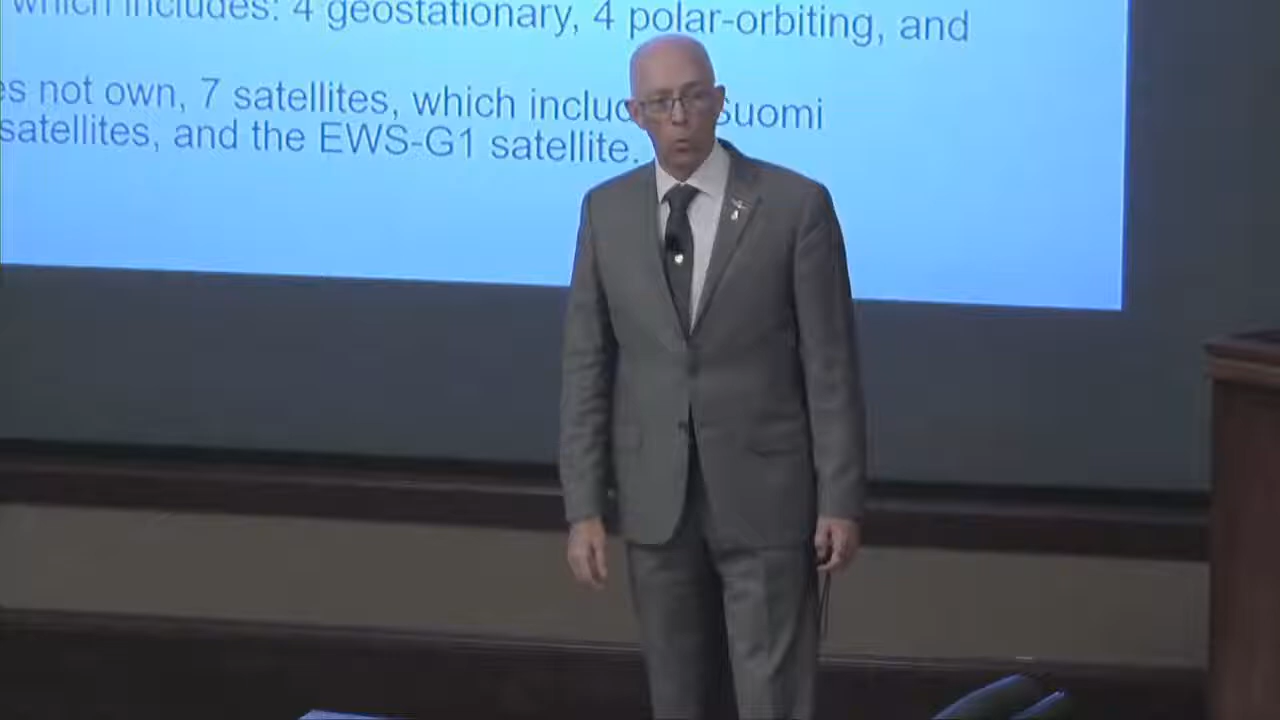 which includes: 4 geostationary, 4 polar-orbiting, and
es not own, 7 satellites, which includ Suomi
satellites, and the EWS-G1 satellite.